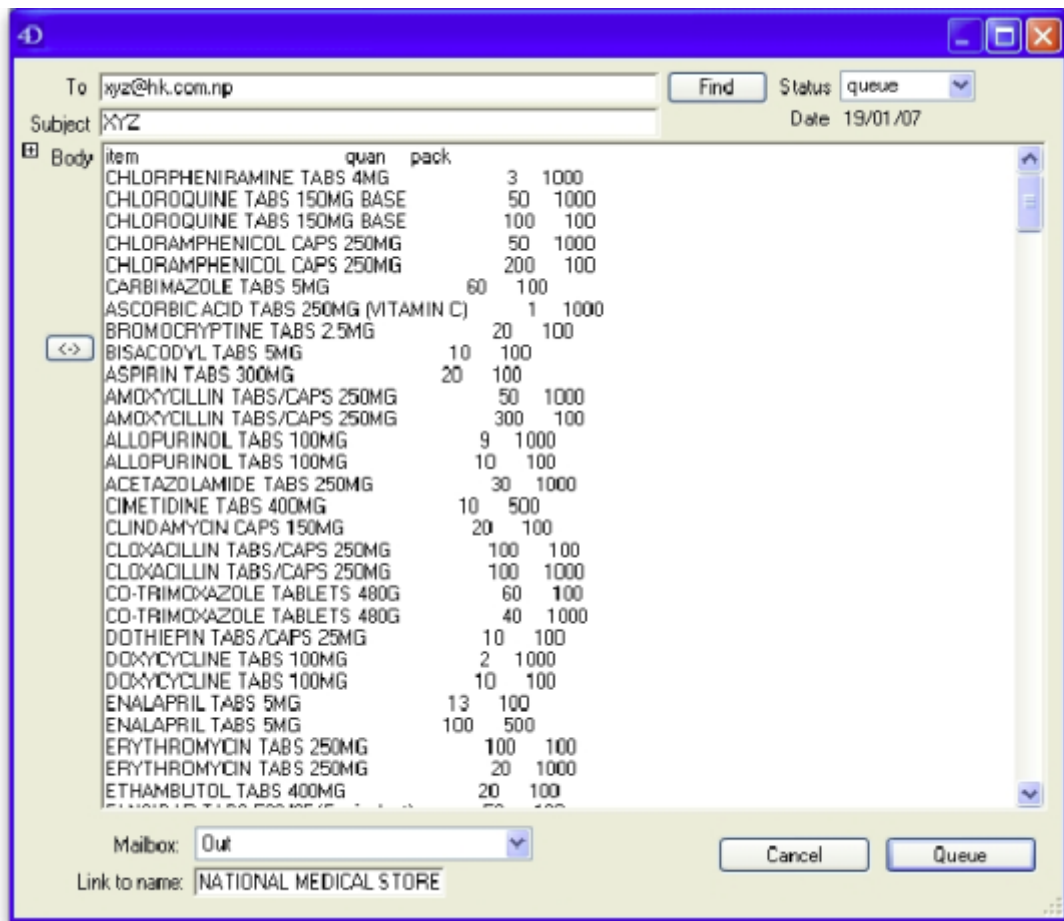 4D
To xyz@hk.com.np Find Status queue
Subject XYZ Date 19/01/07
Body item quan pack
CHLORPHENIRAMINE TABS 4MG 3 1000
CHLOROQUINE TABS 150MG BASE 50 1000
CHLOROQUINE TABS 150MG BASE 100 100
CHLORAMPHENICOL CAPS 250MG 50 1000
CHLORAMPHENICOL CAPS 250MG 200 100
CARBIMAZOLE TABS 5MG 60 100
ASCORBIC ACID TABS 250MG (VITAMIN C) 1 1000
BROMOCRYPTINE TABS 2.5MG 20 100
<-> BISACODYL TABS 5MG 10 100
ASPIRIN TABS 300MG 20 100
AMOXYCILLIN TABS/CAPS 250MG 50 1000
AMOXYCILLIN TABS/CAPS 250MG 300 100
ALLOPURINOL TABS 100MG 9 1000
ALLOPURINOL TABS 100MG 10 100
ACETAZOLAMIDE TABS 250MG 30 1000
CIMETIDINE TABS 400MG 10 500
CLINDAMYCIN CAPS 150MG 20 100
CLOXACILLIN TABS/CAPS 250MG 100 100
CLOXACILLIN TABS/CAPS 250MG 100 1000
CO-TRIMOXAZOLE TABLETS 480G 60 100
CO-TRIMOXAZOLE TABLETS 480G 40 1000
DOTHIEPIN TABS/CAPS 25MG 10 100
DOXYCYCLINE TABS 100MG 2 1000
DOXYCYCLINE TABS 100MG 10 100
ENALAPRIL TABS 5MG 13 100
ENALAPRIL TABS 5MG 100 500
ERYTHROMYCIN TABS 250MG 100 100
ERYTHROMYCIN TABS 250MG 20 1000
ETHAMBUTOL TABS 400MG 20 100
Mailbox: Out Cancel Queue
Link to name: NATIONAL MEDICAL STORE